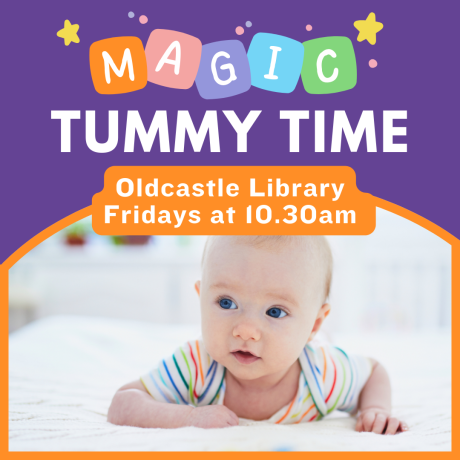 MAGIC
TUMMY TIME
Oldcastle Library
Fridays at 10.30am